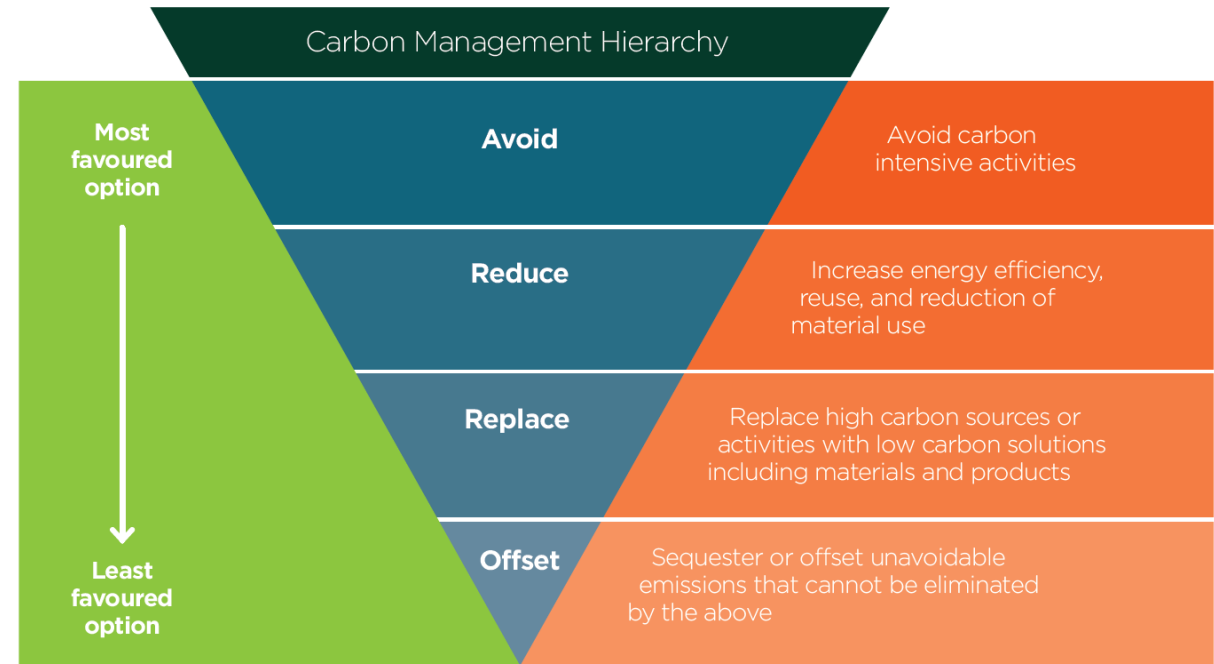 Carbon Management Hierarchy
Most
favoured
option
Least
favoured
option
Avoid
Avoid carbon
intensive activities
Reduce
Increase energy efficiency,
reuse, and reduction of
material use
Replace
Replace high carbon sources or
activities with low carbon solutions
including materials and products
Offset
Sequester or offset unavoidable
emissions that cannot be eliminated
by the above